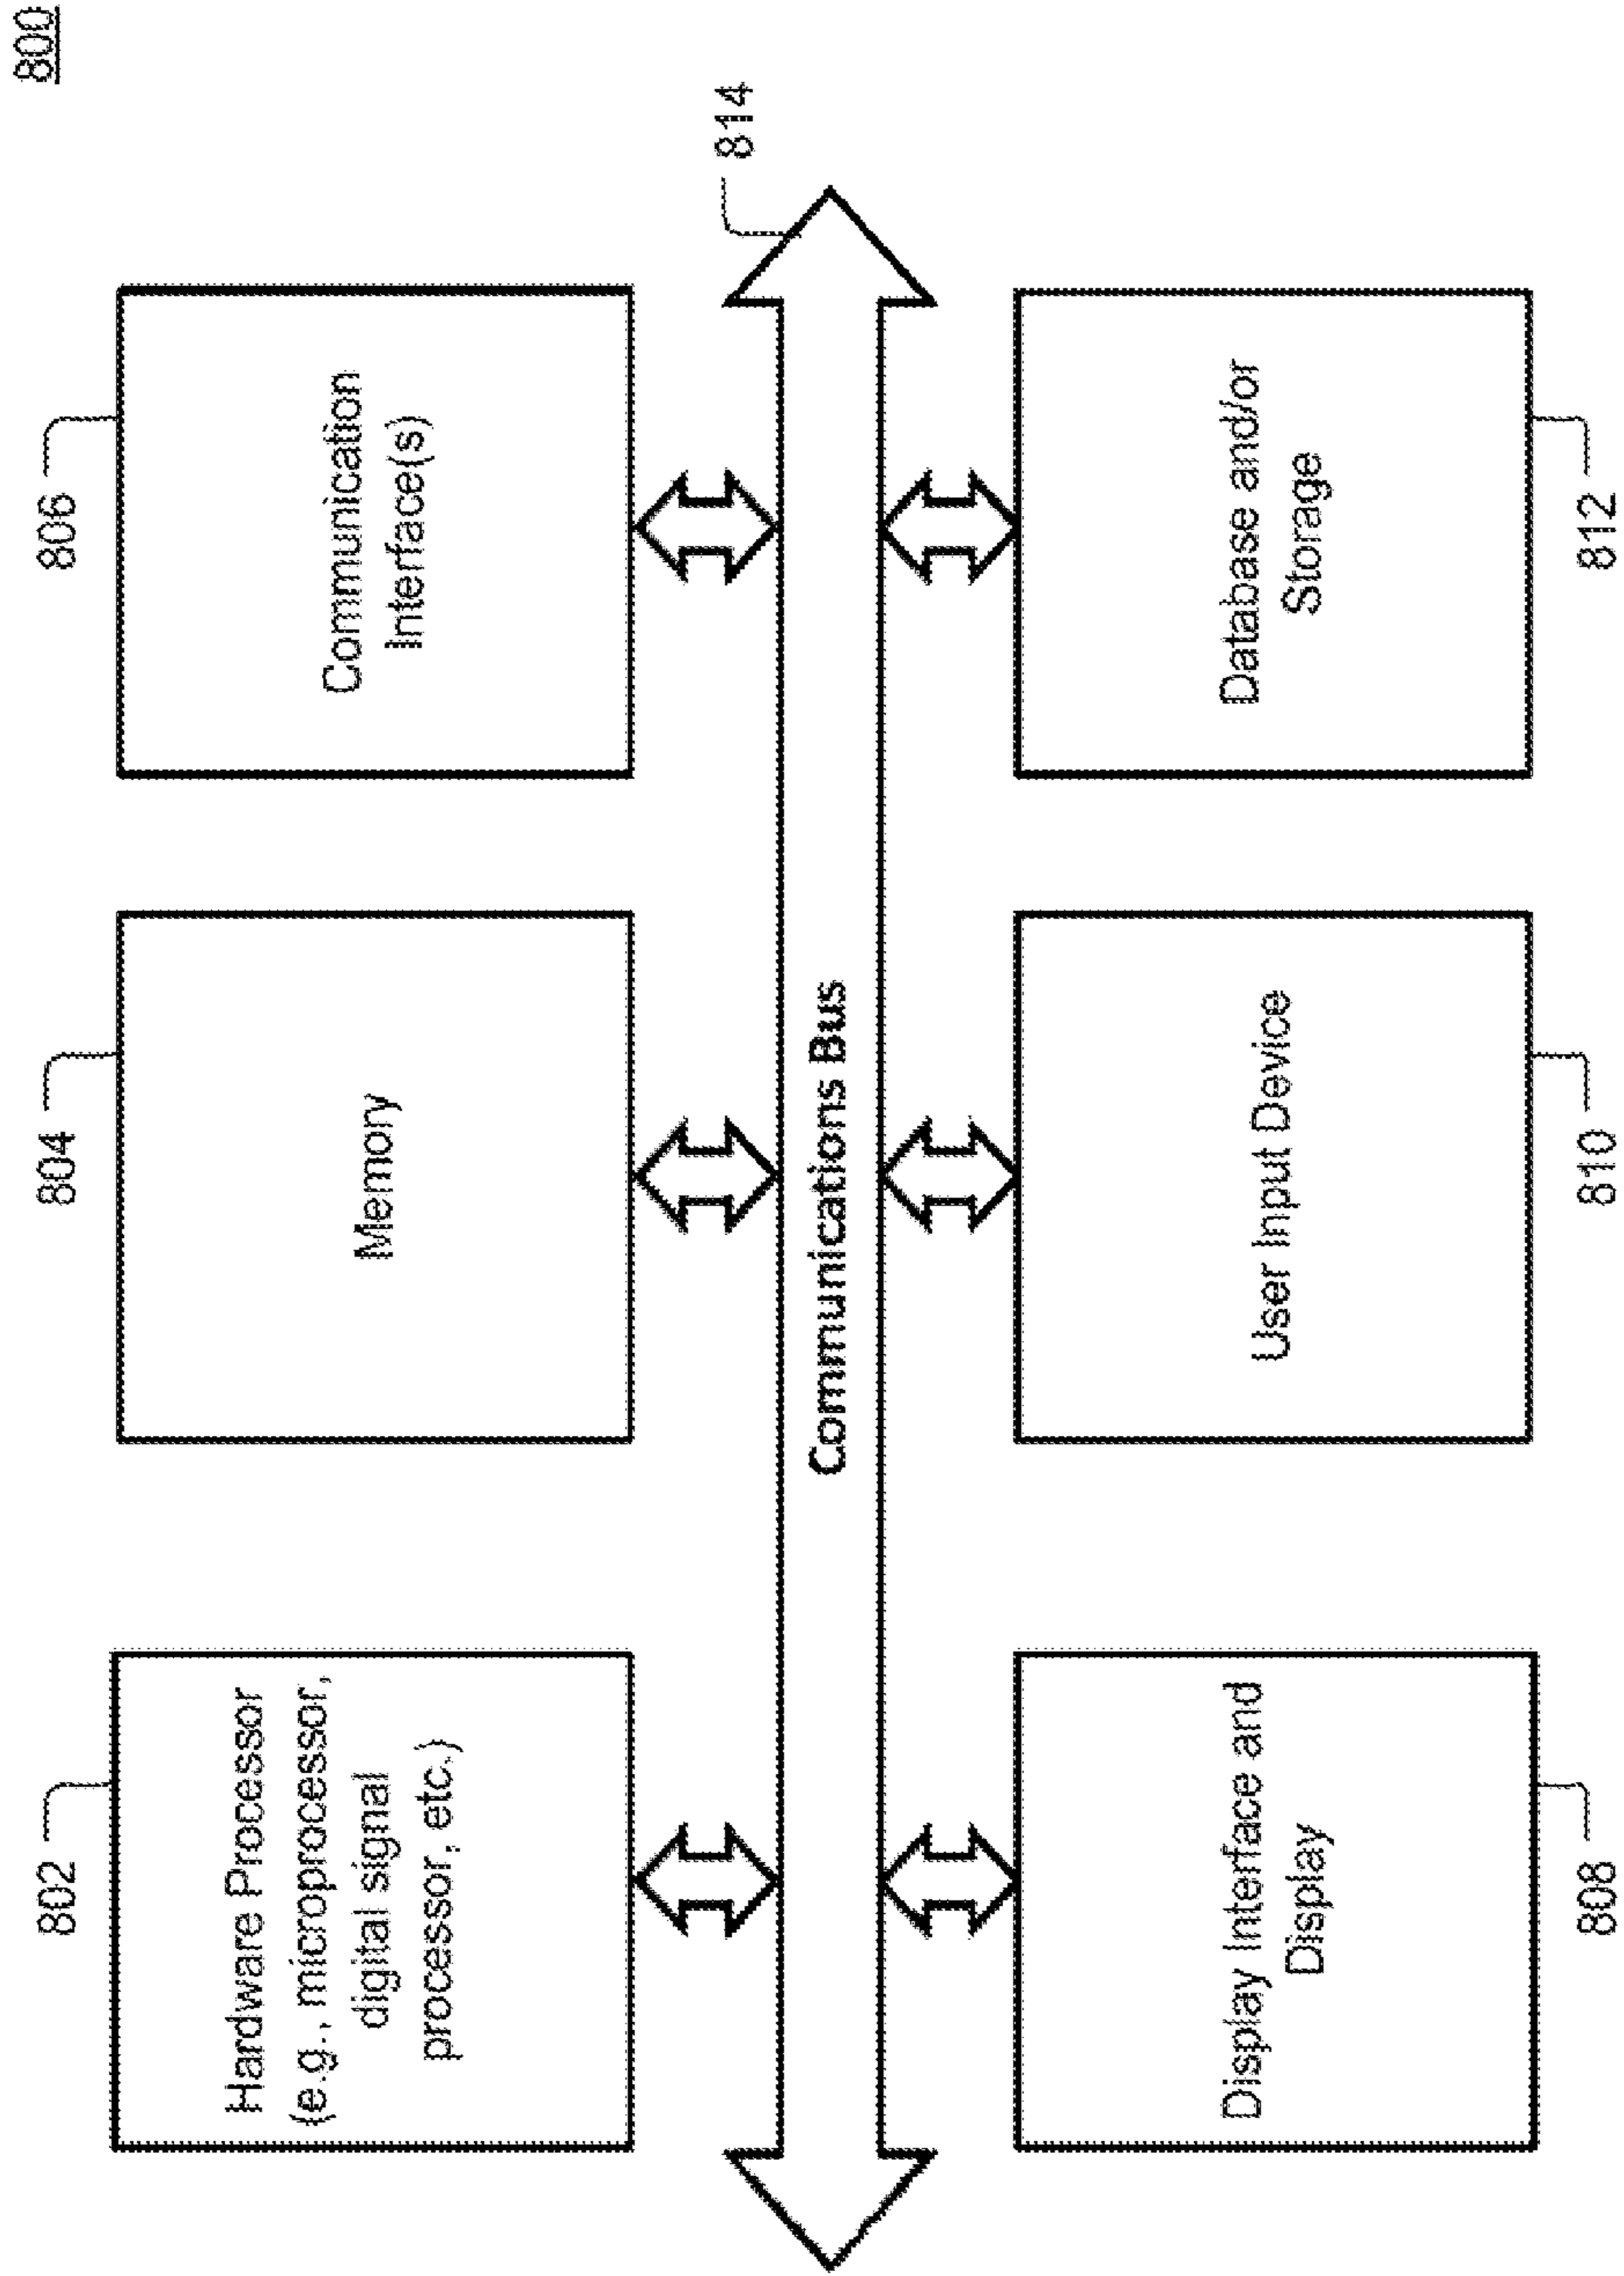 800
802
804
806
Hardware Processor
(e.g., microprocessor,
digital signal
processor, etc.)
Memory
Communication
Interface(s)
814
Communications Bus
Display Interface and
Display
User Input Device
Database and/or
Storage
808
810
812